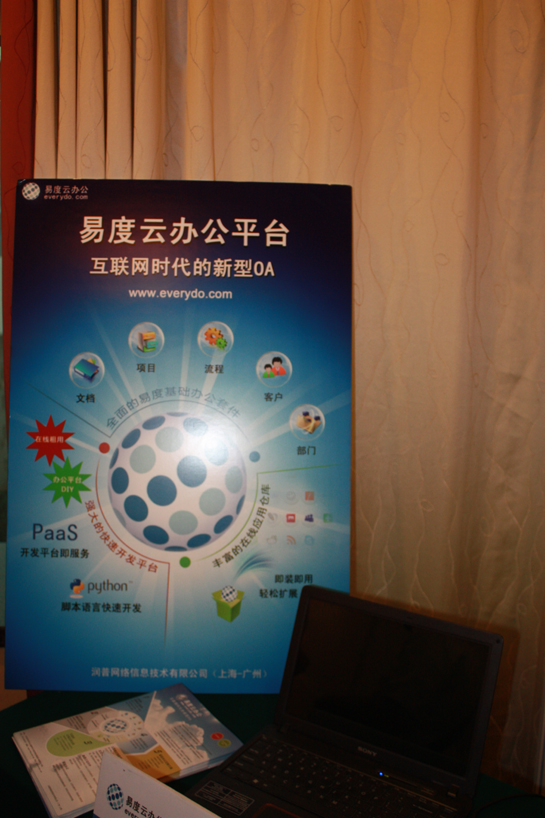 易度云办公
everydo.com
易度云办公平台
互联网时代的新型OA
www.everydo.com
项目
流程
文档
客户
部门
全面的易度基础办公套件
在线租用
办公平台
DIY
强大的快速开发平台
丰富的在线应用仓库
PaaS
开发平台即服务
python
脚本语言快速开发
即装即用
轻松扩展
润普网络信息技术有限公司（上海-广州）
SONY
易度云办